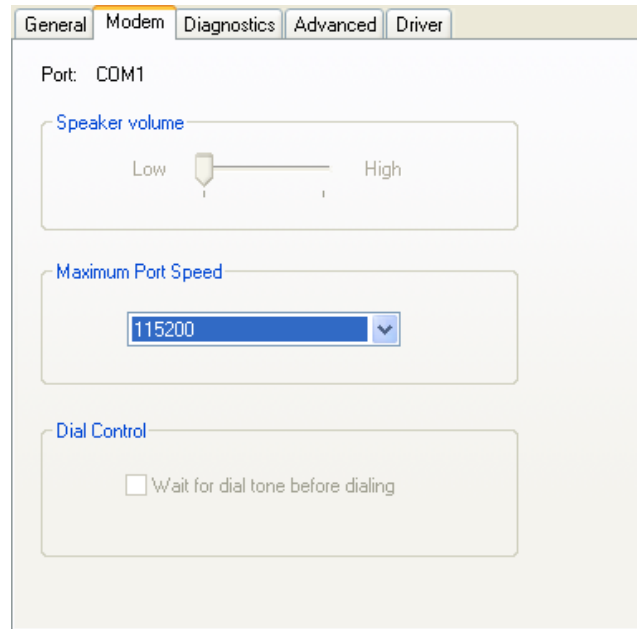 General Modem Diagnostics Advanced Driver
Port: COM1
Speaker volume
Low High
Maximum Port Speed
115200
Dial Control
Wait for dial tone before dialing